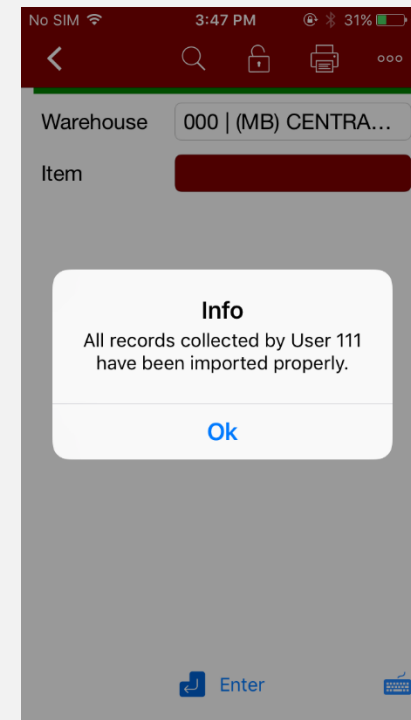 No SIM 3:47 PM 31%
Warehouse 000 | (MB) CENTRA...
Item
Info
All records collected by User 111
have been imported properly.
Ok
Enter